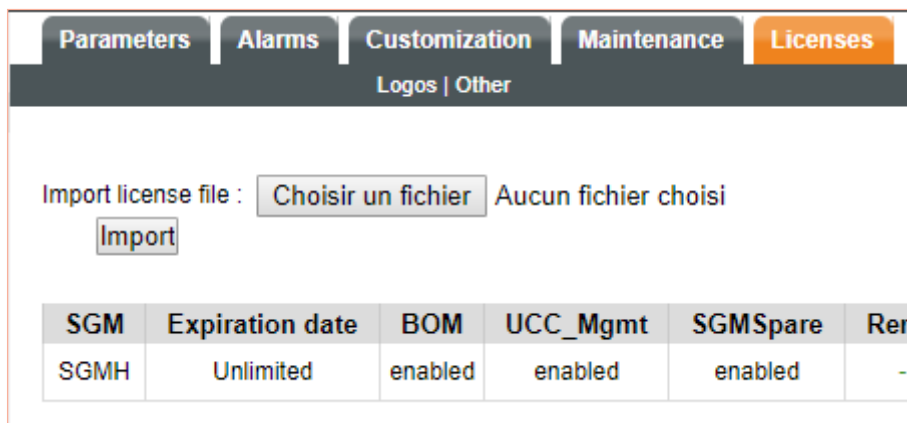 Parameters Alarms Customization Maintenance Licenses
Logos | Other
Import license file : Choisir un fichier Aucun fichier choisi
Import
SGM Expiration date BOM UCC_Mgmt SGMSpare
SGMH Unlimited enabled enabled enabled -